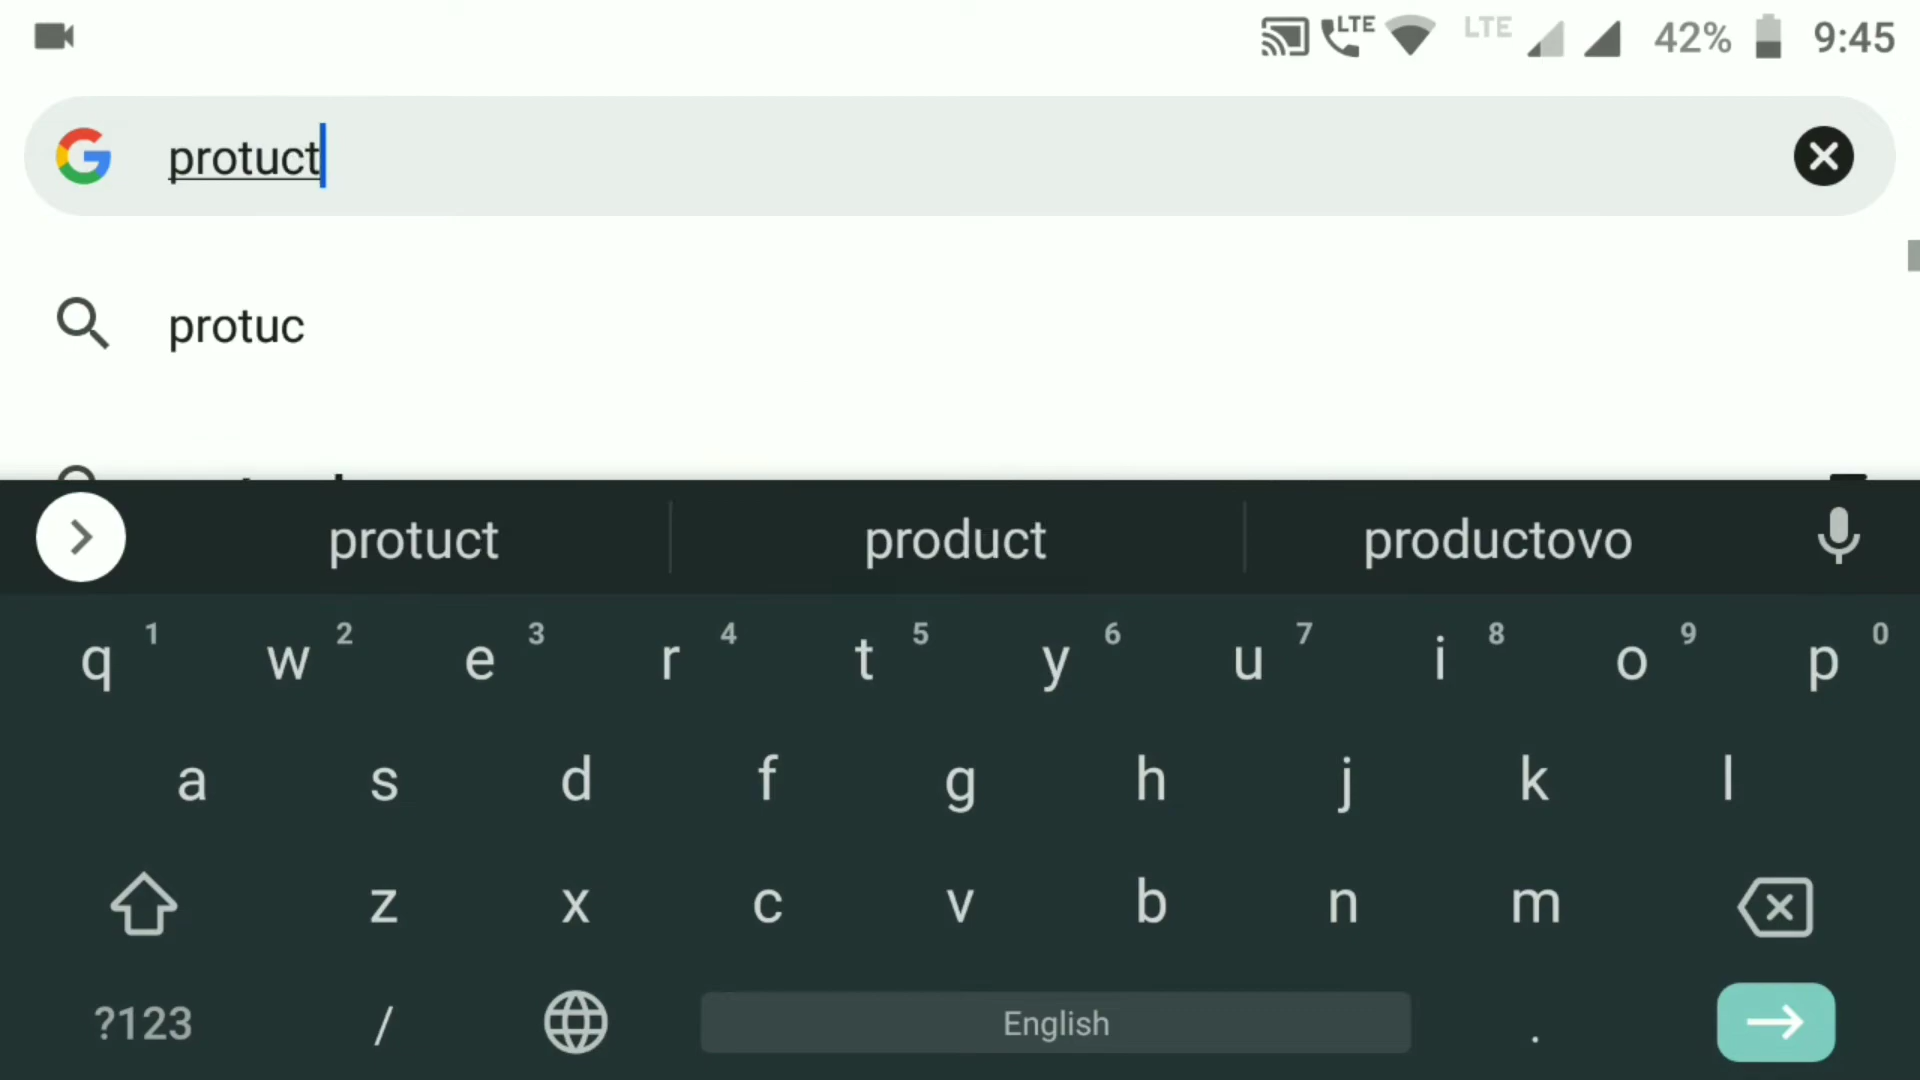 LTE LTE 42% 9:45
protuct
protuc
protuct product productovo
q 1 w 2 e 3 r 4 t 5 y 6 u 7 i 8 o 9 p 0
a s d f g h j k l
z x c v b n m
?123 / English .